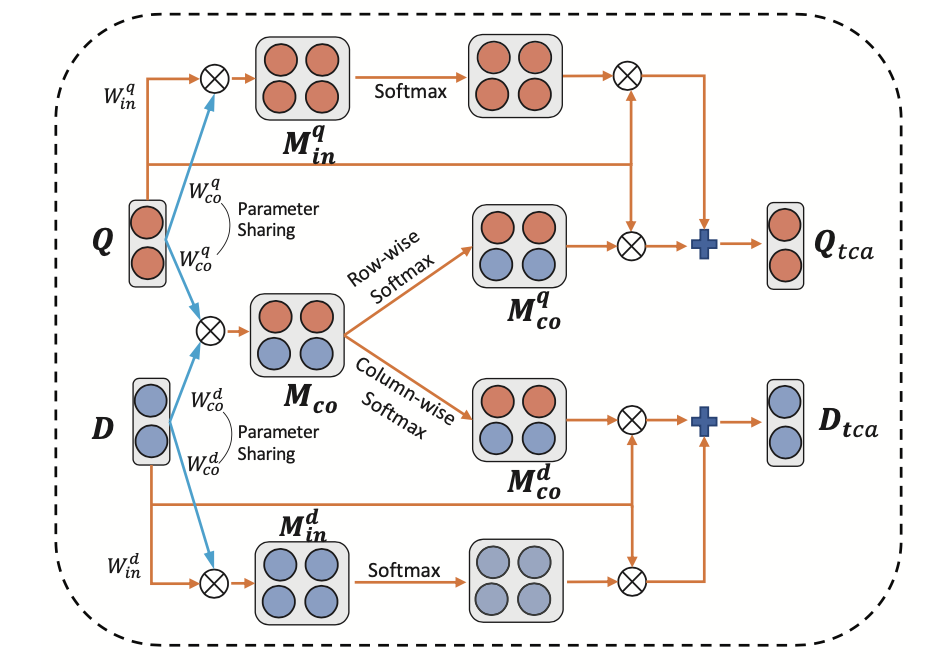 W_{in}^{q}
Softmax
M_{in}^{q}
W_{co}^{q}
Parameter
Sharing
Q
W_{co}^{q}
Row-wise
Softmax
Q_{tca}
M_{co}^{q}
M_{co}
Column-wise
Softmax
W_{co}^{d}
D
Parameter
Sharing
D_{tca}
W_{co}^{d}
M_{co}^{d}
M_{in}^{d}
W_{in}^{d}
Softmax